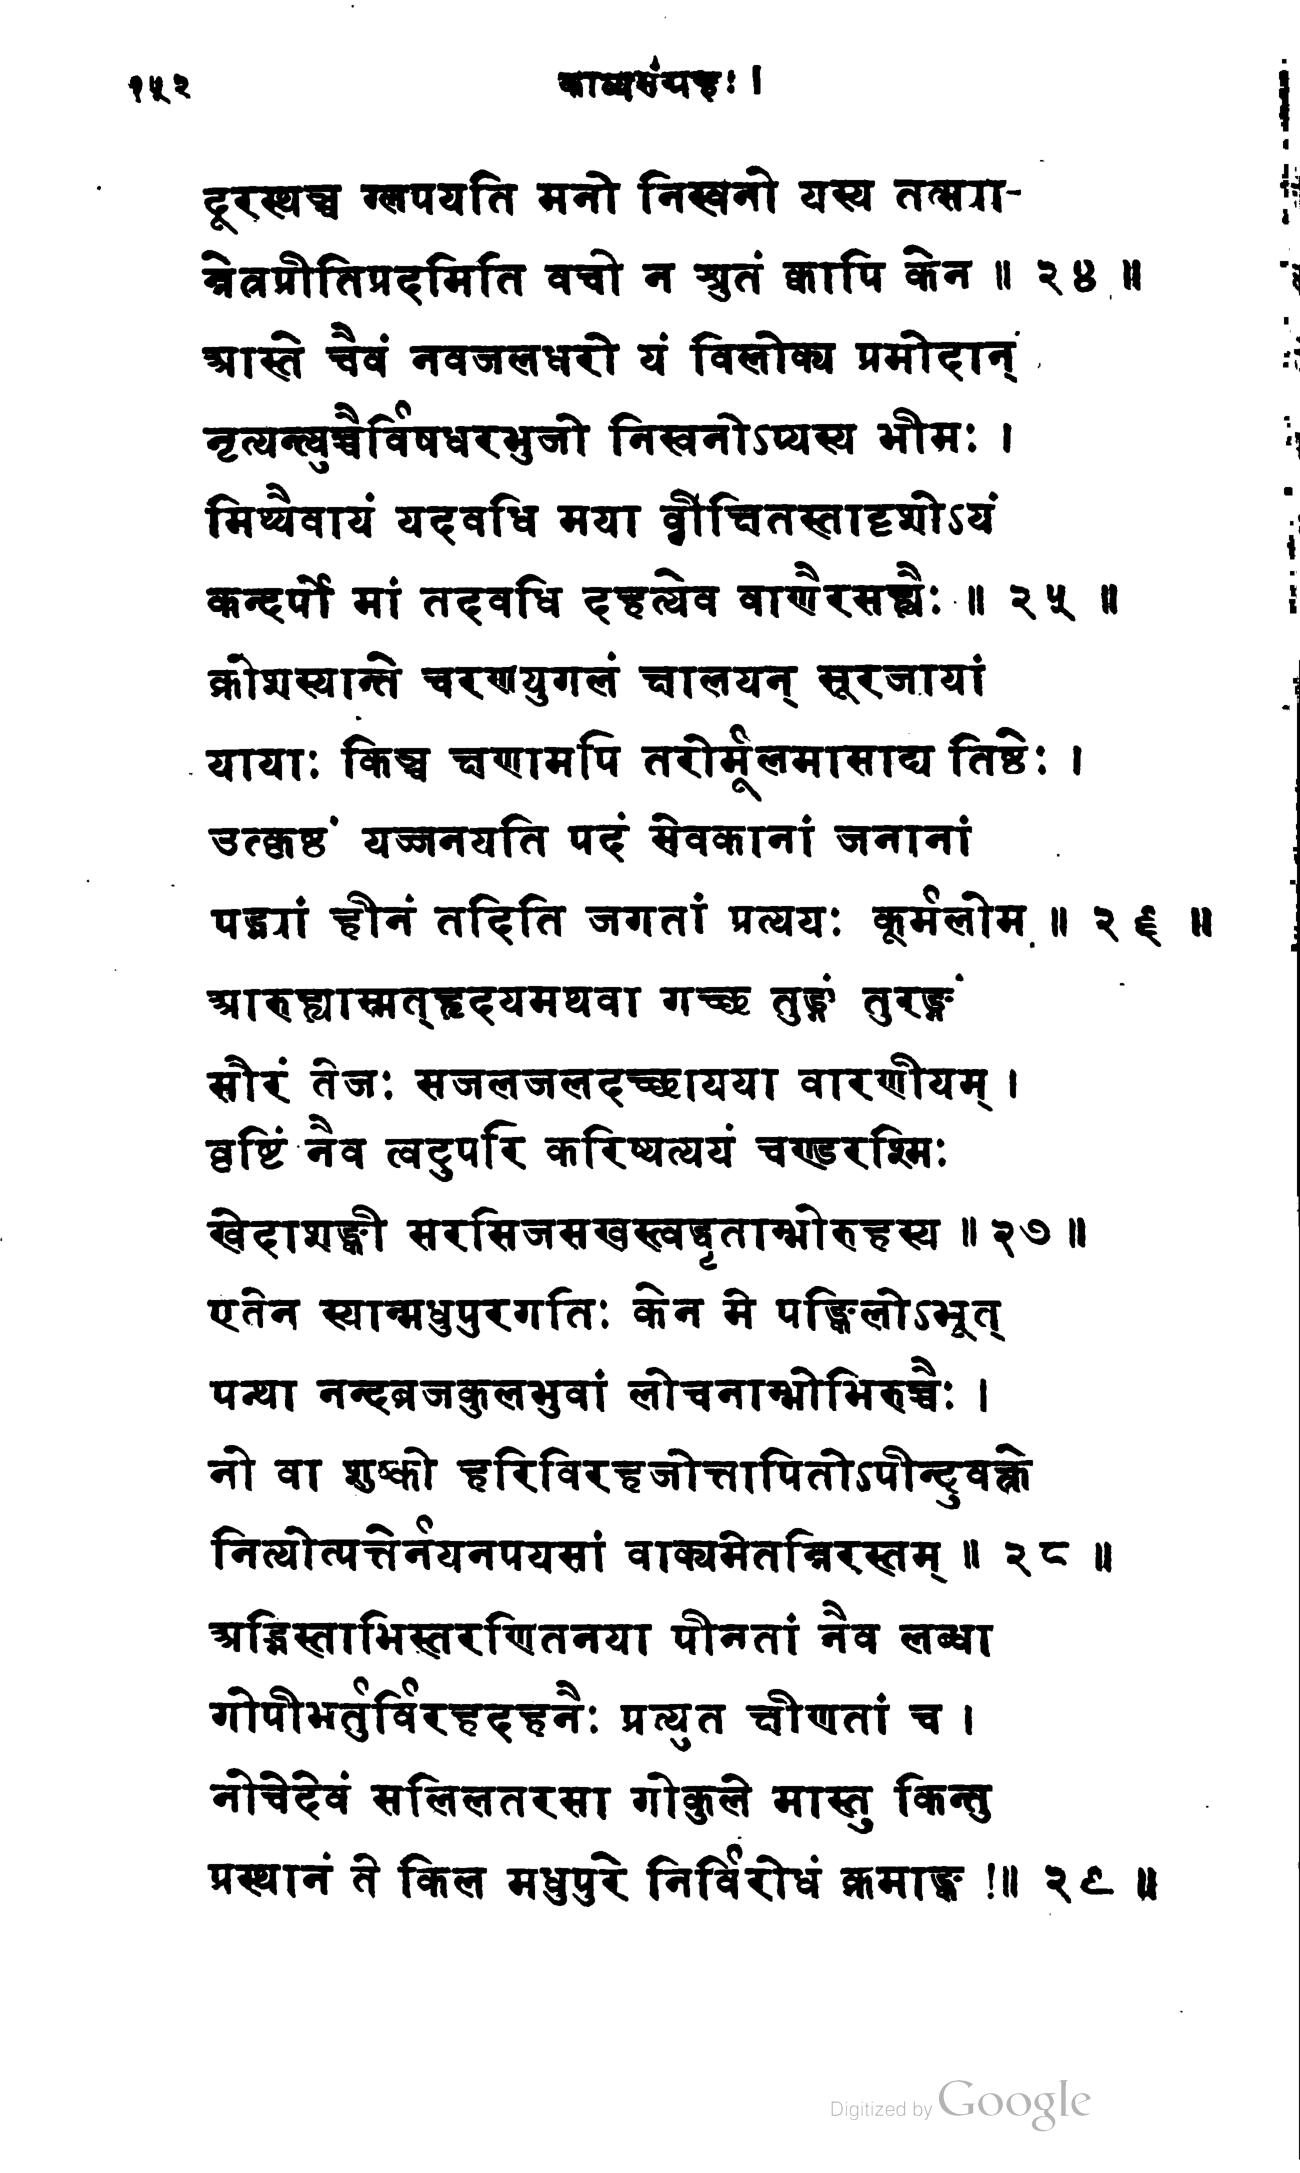 १५२
काव्यसंग्रहः।
दूरस्थञ्च ग्लपयति मनो निस्वनो यस्य तत्स्या-
न्नेत्रप्रीतिप्रदमिति वचो न श्रुतं क्वापि केन ॥ २४ ॥
आस्ते चैवं नवजलधरो यं विलोक्य प्रमोदान्
नृत्यन्त्युच्चैर्विषधरभुजो निस्वनोऽप्यस्य भीमः ।
मिथ्यैवायं यदवधि मया वीक्षितस्तादृशोऽयं
कन्दर्पो मां तदवधि दहत्येव वाणैरसह्यैः ॥ २५ ॥
क्रोशस्यान्ते चरणयुगलं क्षालयन् सूरजायां
यायाः किञ्च क्षणमपि तरोर्मूलमासाद्य तिष्ठेः ।
उत्कण्ठं यज्जनयति पदं सेवकानां जनानां
पद्भ्यां हीनं तदिति जगतां प्रत्ययः कूर्मलोम ॥ २६ ॥
आरुह्यास्मत्हृदयमथवा गच्छ तुङ्गं तुरङ्गं
सौरं तेजः सजलजलदच्छायया वारणीयम् ।
वृष्टिं नैव त्वदुपरि करिष्यत्ययं चण्डरश्मिः
खेदाशङ्की सरसिजसखस्त्वद्धृताम्भोरुहस्य ॥ २७ ॥
एतेन स्यान्मधुपुरगतिः केन मे पङ्किलोऽभूत्
पन्था नन्दव्रजकुलभुवां लोचनाम्भोभिरुच्चैः ।
नो वा शुष्को हरिविरहजोत्तापितोऽपीन्दुवक्त्रे
नित्योत्पत्तेर्नयनपयसां वाक्यमेतन्निरस्तम् ॥ २८ ॥
अद्भिस्ताभिस्तरणितनया पीनतां नैव लब्धा
गोपीभर्तुर्विरहदहनैः प्रत्युत क्षीणतां च ।
नोचेदेवं सलिलतरसा गोकुले मास्तु किन्तु
प्रस्थानं ते किल मधुपुरे निर्विरोधं क्रमाङ्क !॥ २९ ॥
Digitized by Google